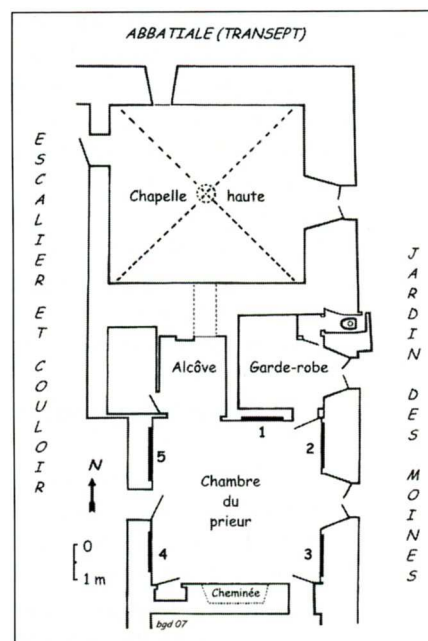 ABBATIALE (TRANSEPT)
ESCALIER ET COULOIR
Chapelle haute
JARDIN DES MOINES
Alcôve
Garde-robe
1
2
5
N
Chambre
du
prieur
0
1 m
4
3
Cheminée
bgd 07